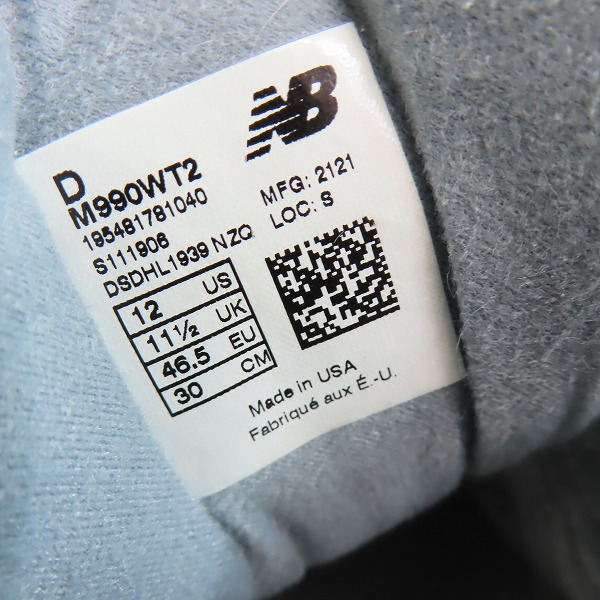 NB
D
M990WT2
195481781040
S111906
DSDHL1939 NZQ
MFG: 2121
LOC: S
12 US
11½ UK
46.5 EU
30 CM
Made in USA
Fabriqué aux É.-U.